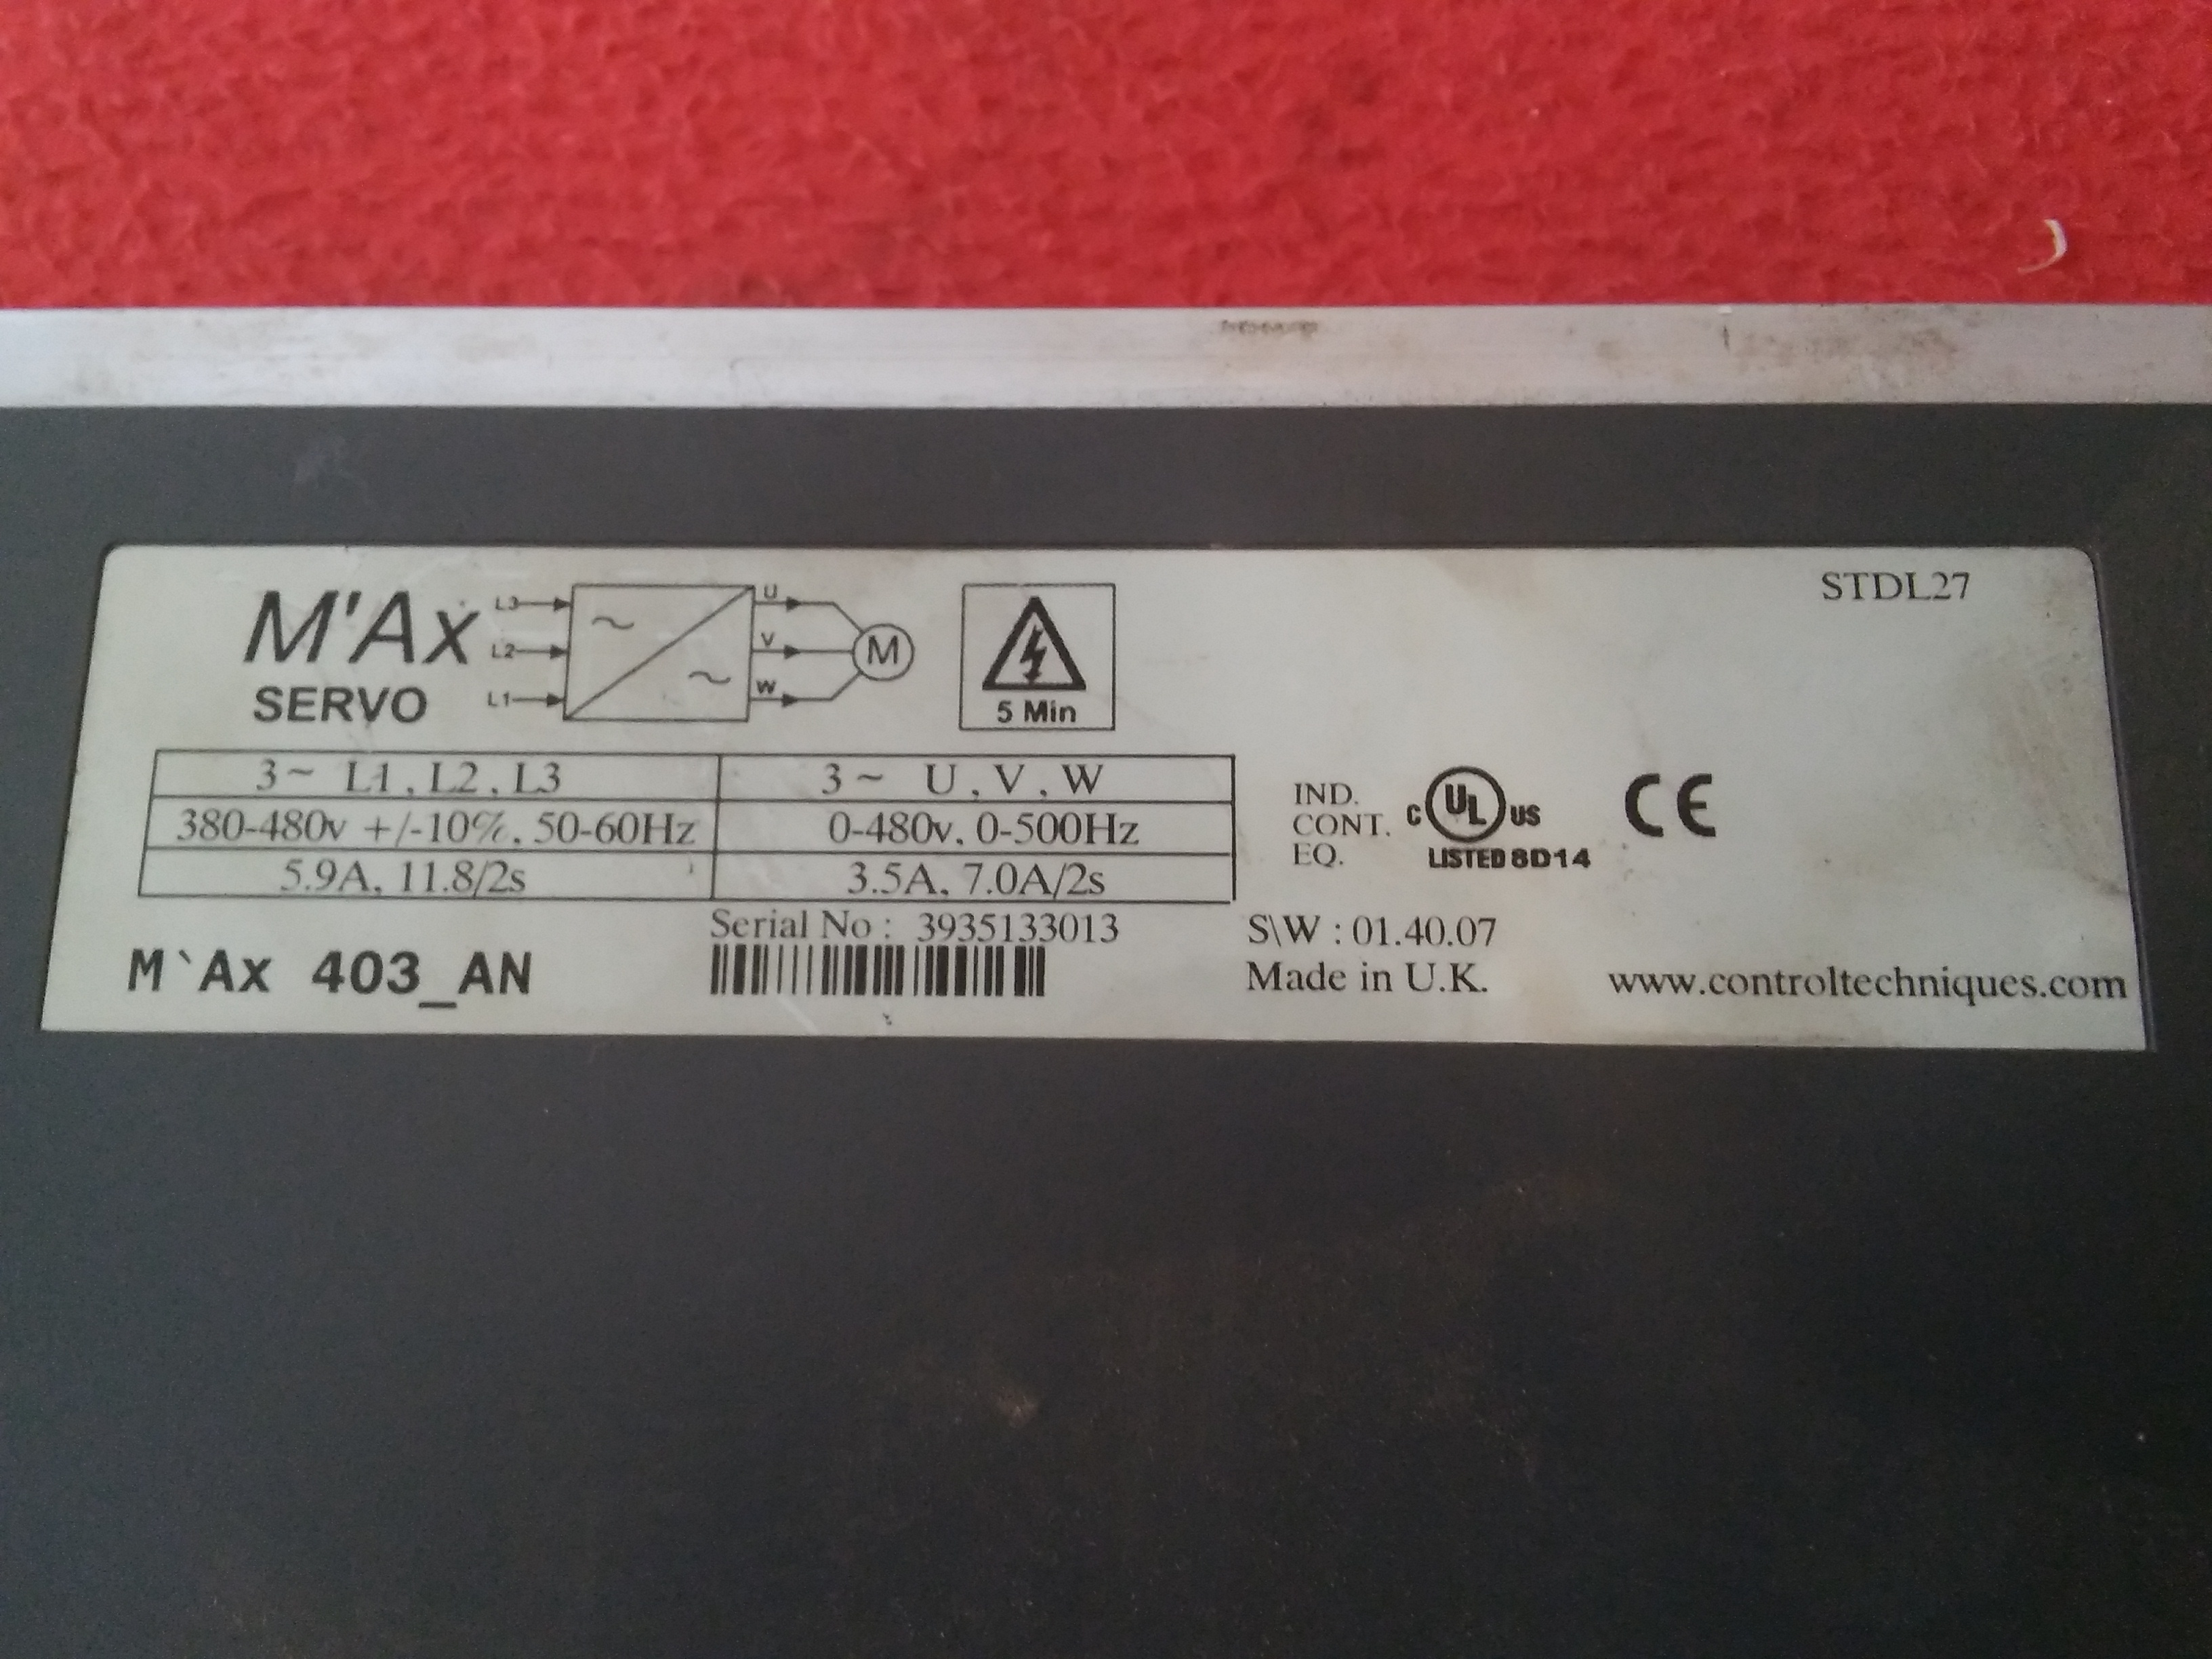 M'Ax
SERVO
L3
L2
L1
~
~
U
V
W
M
5 Min
STDL27
3~ L1, L2, L3
3~ U, V, W
380-480v +/-10%, 50-60Hz
0-480v, 0-500Hz
5.9A, 11.8/2s
3.5A, 7.0A/2s
IND.
CONT.
EQ.
C UL US
LISTED 8D14
CE
Serial No : 3935133013
S\W : 01.40.07
M`Ax 403_AN
Made in U.K.
www.controltechniques.com